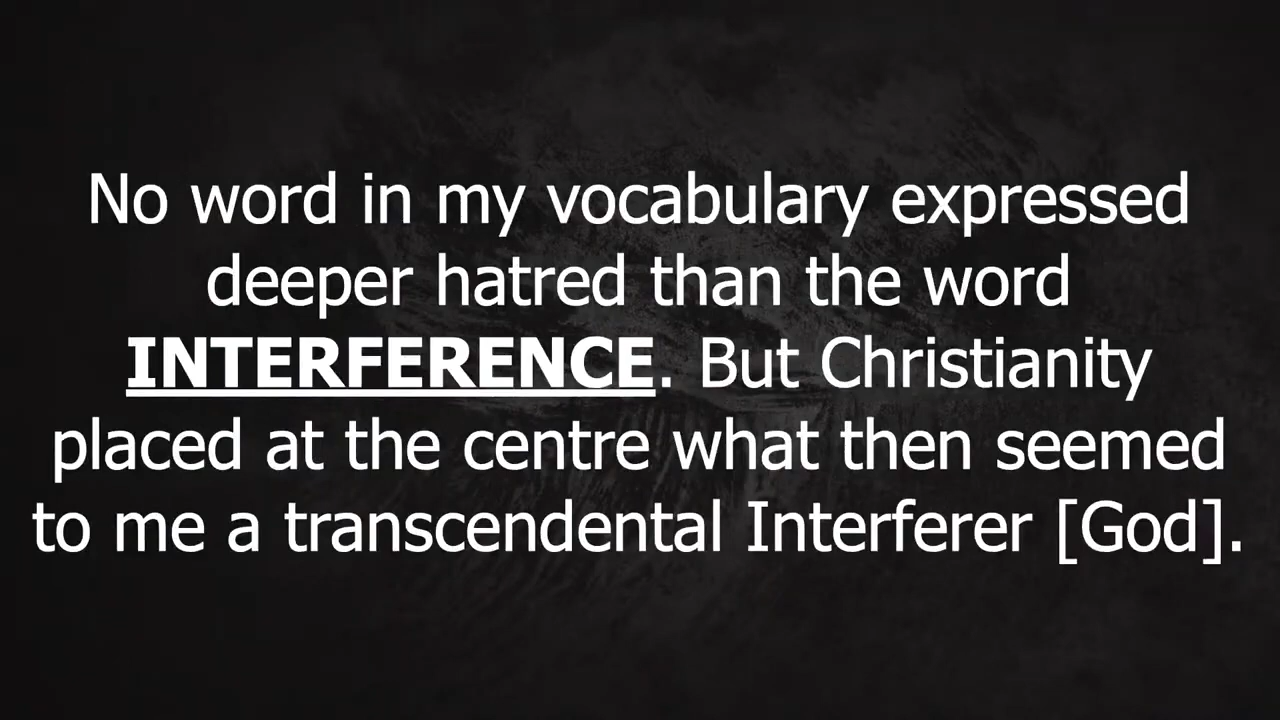 No word in my vocabulary expressed
deeper hatred than the word
INTERFERENCE. But Christianity
placed at the centre what then seemed
to me a transcendental Interferer [God].